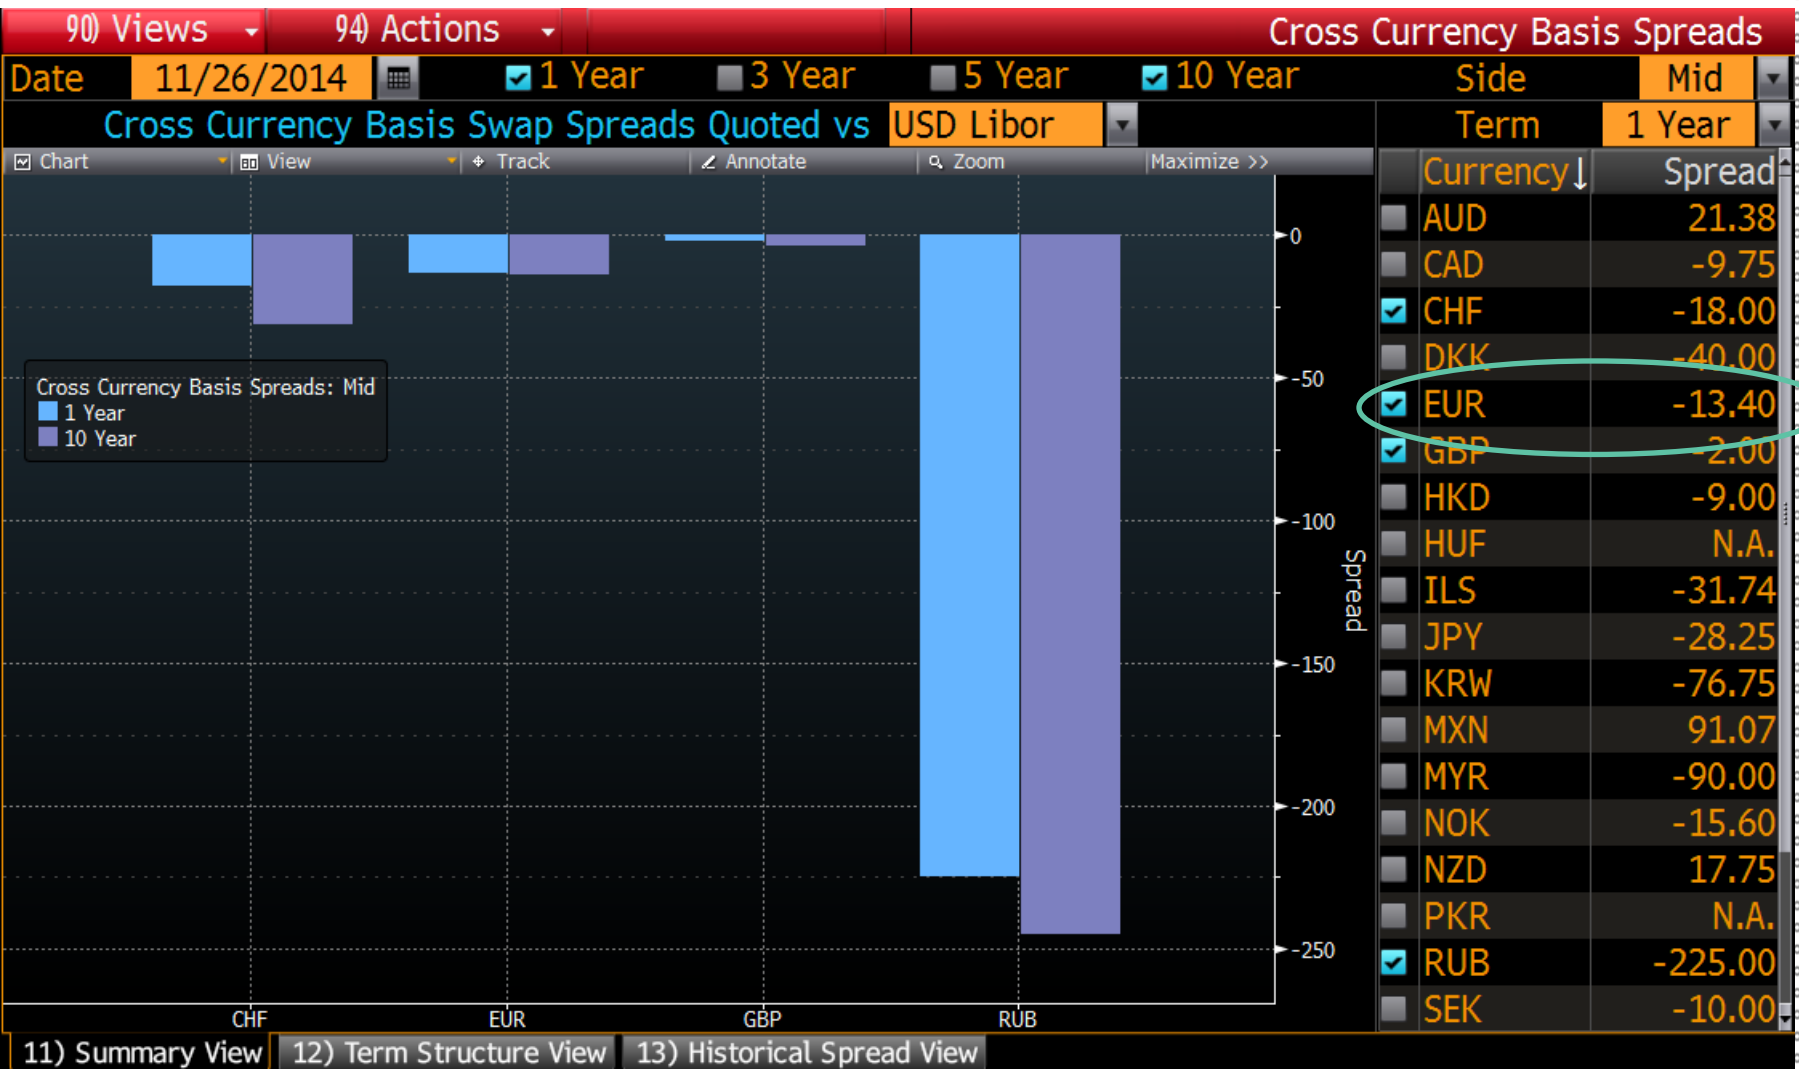 90) Views 94) Actions Cross Currency Basis Spreads
Date 11/26/2014 1 Year 3 Year 5 Year 10 Year Side Mid
Cross Currency Basis Swap Spreads Quoted vs USD Libor Term 1 Year
Chart View Track Annotate Zoom Maximize >>
Currency↓ Spread
AUD 21.38
CAD -9.75
CHF -18.00
DKK -40.00
EUR -13.40
GBP -2.00
HKD -9.00
HUF N.A.
ILS -31.74
JPY -28.25
KRW -76.75
MXN 91.07
MYR -90.00
NOK -15.60
NZD 17.75
PKR N.A.
RUB -225.00
SEK -10.00
Cross Currency Basis Spreads: Mid
1 Year
10 Year
0
-50
-100
-150
-200
-250
Spread
CHF EUR GBP RUB
11) Summary View 12) Term Structure View 13) Historical Spread View